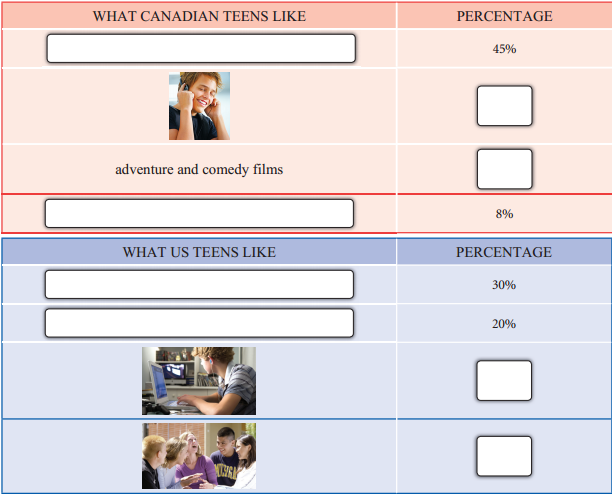 WHAT CANADIAN TEENS LIKE PERCENTAGE
45%
adventure and comedy films
8%
WHAT US TEENS LIKE PERCENTAGE
30%
20%